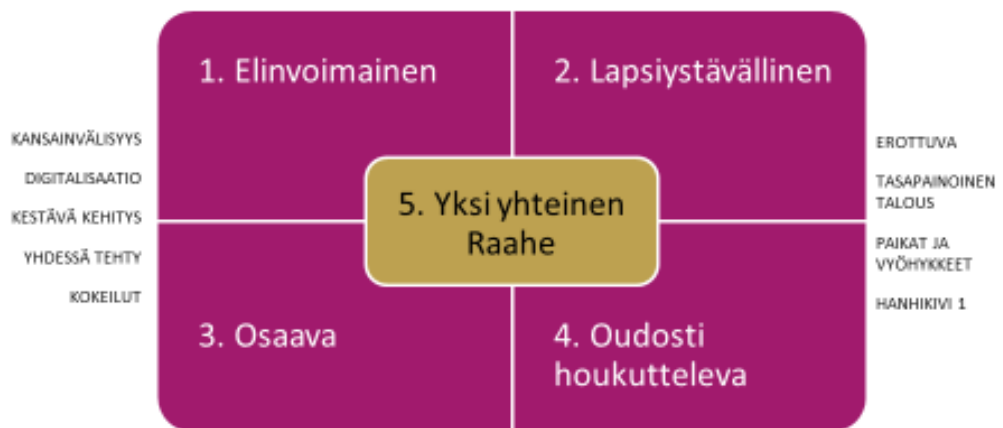 1. Elinvoimainen
2. Lapsiystävällinen
KANSAINVÄLISYYS
DIGITALISAATIO
KESTÄVÄ KEHITYS
YHDESSÄ TEHTY
KOKEILUT
5. Yksi yhteinen
Raahe
EROTTUVA
TASAPAINOINEN
TALOUS
PAIKAT JA
VYÖHYKKEET
HANHIKIVI 1
3. Osaava
4. Oudosti
houkutteleva